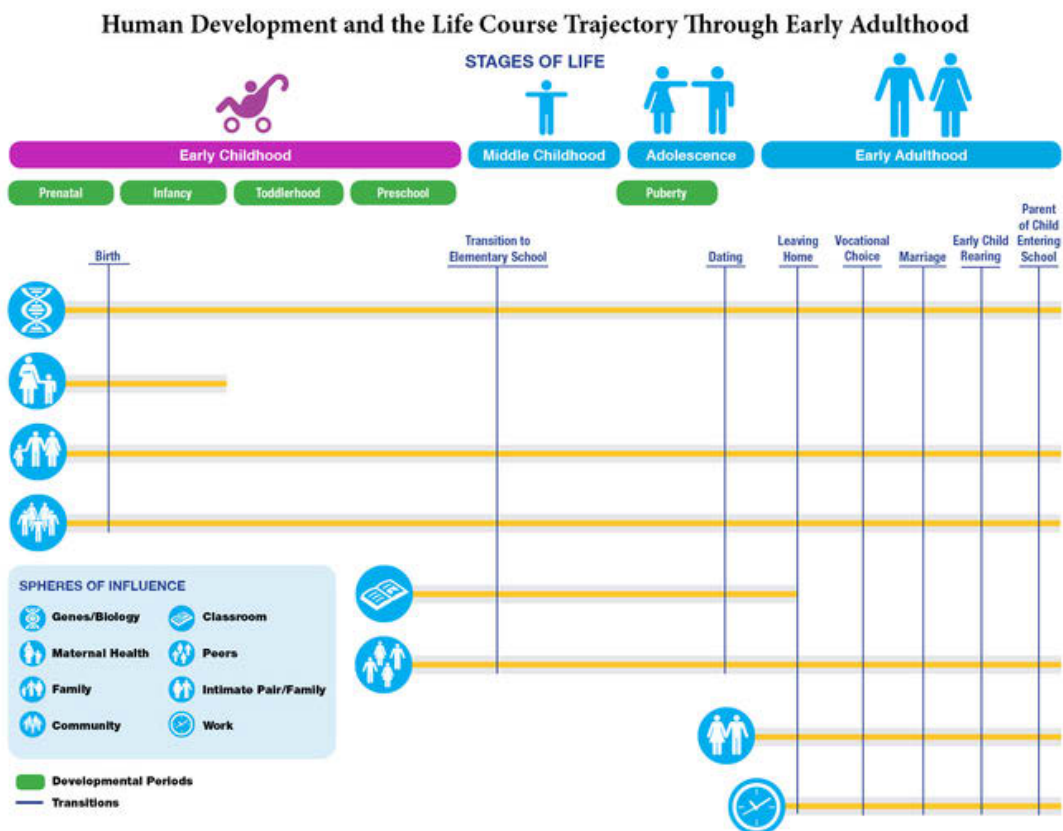 Human Development and the Life Course Trajectory Through Early Adulthood
STAGES OF LIFE
Early Childhood
Middle Childhood
Adolescence
Early Adulthood
Prenatal
Infancy
Toddlerhood
Preschool
Puberty
Birth
Transition to
Elementary School
Dating
Leaving
Home
Vocational
Choice
Marriage
Early Child
Rearing
Parent
of Child
Entering
School
SPHERES OF INFLUENCE
Genes/Biology
Maternal Health
Family
Community
Classroom
Peers
Intimate Pair/Family
Work
Developmental Periods
Transitions